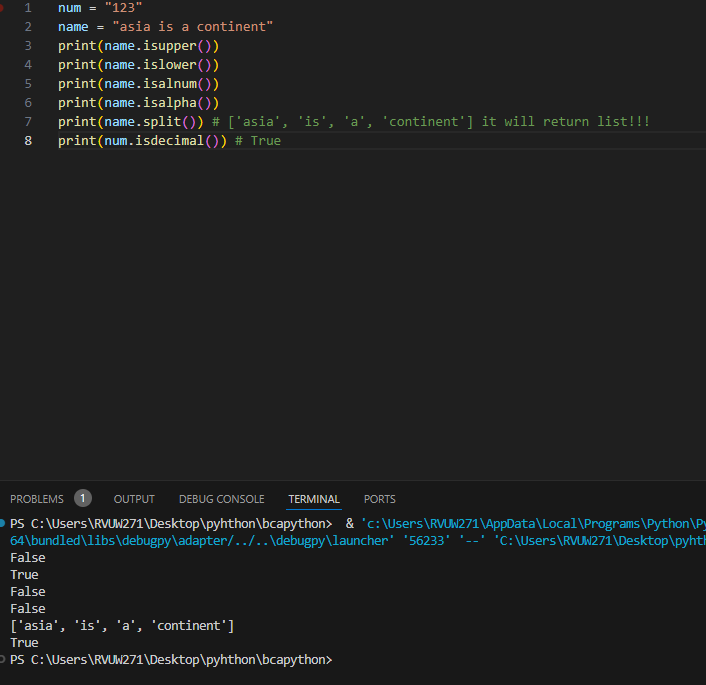 1 num = "123"
2 name = "asia is a continent"
3 print(name.isupper())
4 print(name.islower())
5 print(name.isalnum())
6 print(name.isalpha())
7 print(name.split()) # ['asia', 'is', 'a', 'continent'] it will return list!!!
8 print(num.isdecimal()) # True
PROBLEMS 1 OUTPUT DEBUG CONSOLE TERMINAL PORTS
PS C:\Users\RVUW271\Desktop\pyhthon\bcapython> & 'c:\Users\RVUW271\AppData\Local\Programs\Python\Py
64\bundled\libs\debugpy\adapter/../..\debugpy\launcher' '56233' '--' 'C:\Users\RVUW271\Desktop\pyhth
False
True
False
False
['asia', 'is', 'a', 'continent']
True
PS C:\Users\RVUW271\Desktop\pyhthon\bcapython>